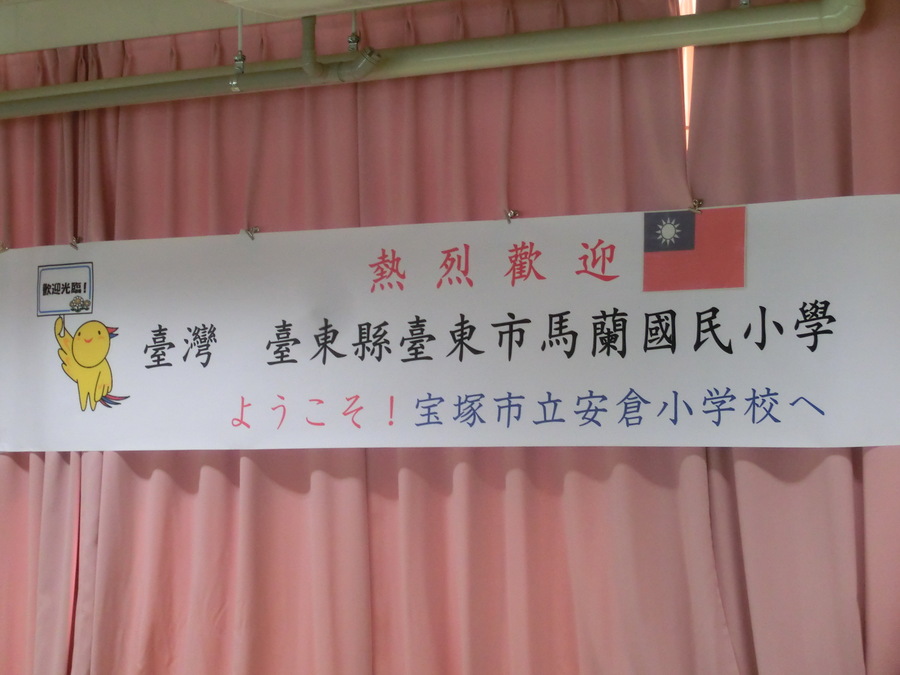 熱烈歡迎
歡迎光臨!
臺灣 臺東縣臺東市馬蘭國民小學
ようこそ!宝塚市立安倉小学校へ